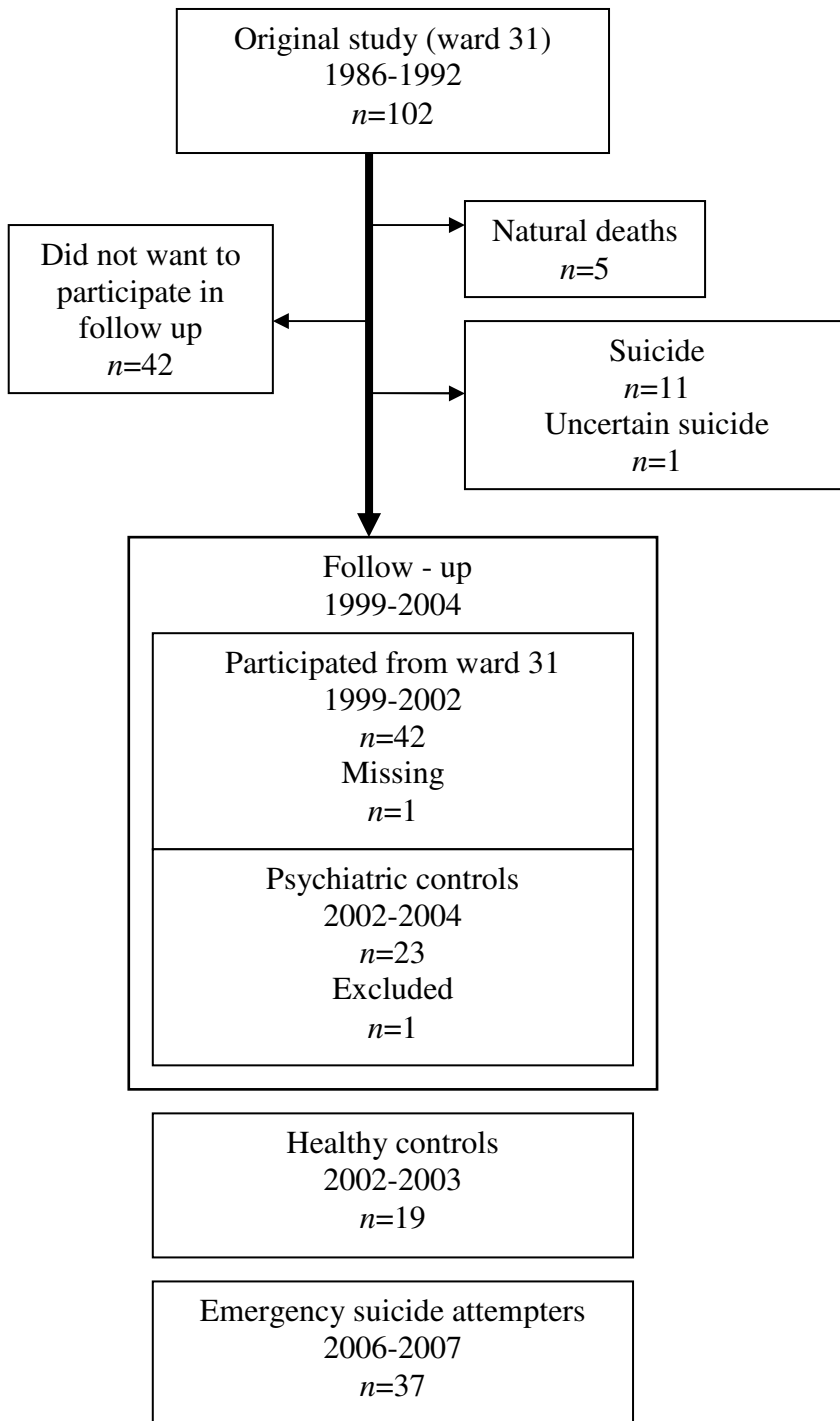 Original study (ward 31)
1986-1992
n=102
Natural deaths
n=5
Did not want to
participate in
follow up
n=42
Suicide
n=11
Uncertain suicide
n=1
Follow - up
1999-2004
Participated from ward 31
1999-2002
n=42
Missing
n=1
Psychiatric controls
2002-2004
n=23
Excluded
n=1
Healthy controls
2002-2003
n=19
Emergency suicide attempters
2006-2007
n=37